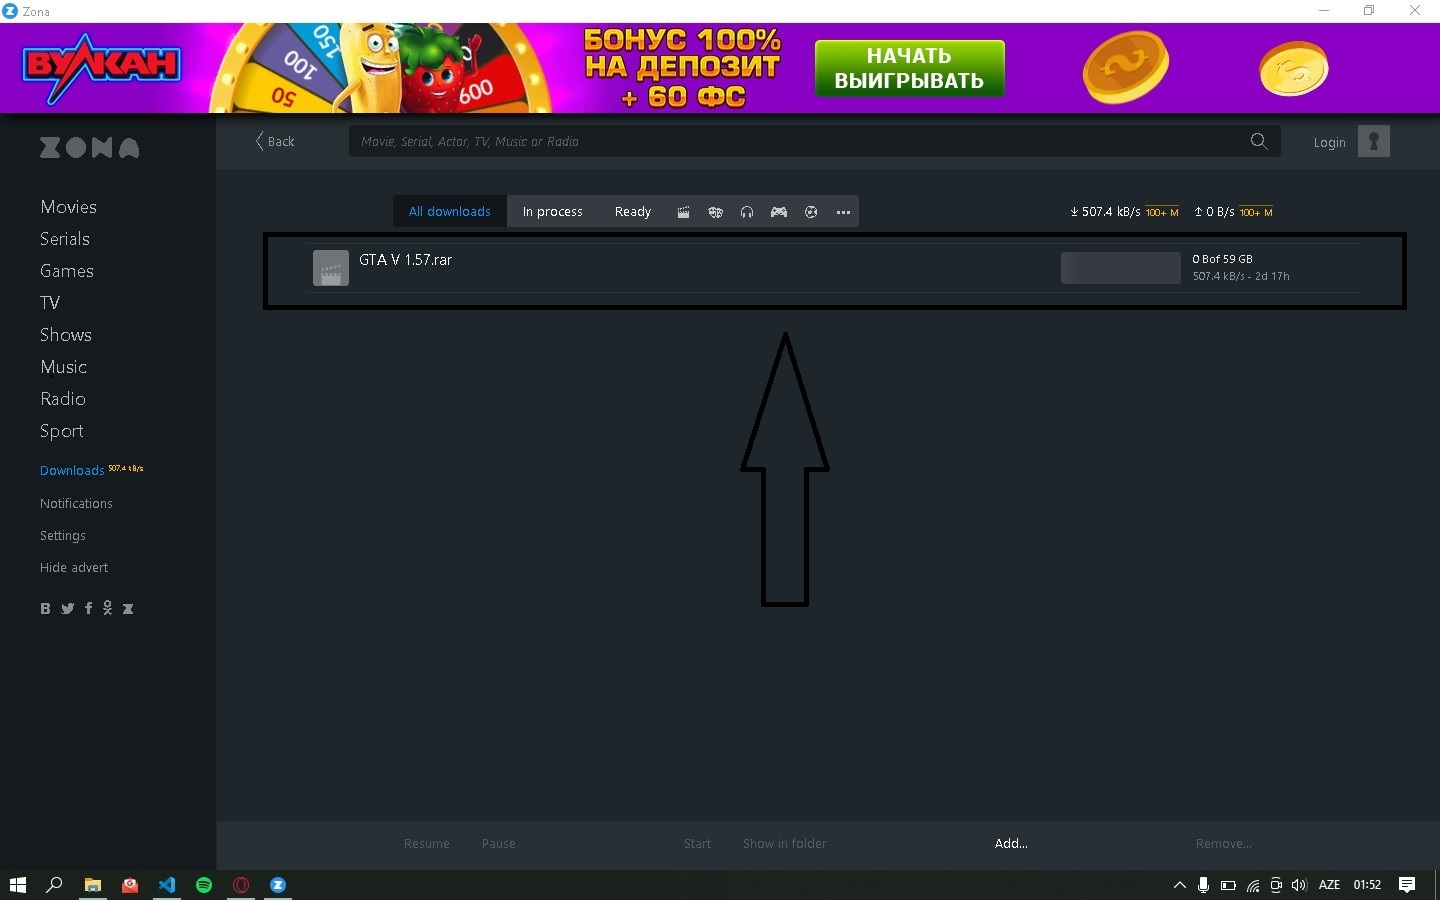 Zona
ВУЛКАН
50
100
150
600
БОНУС 100%
НА ДЕПОЗИТ
+ 60 ФС
НАЧАТЬ
ВЫИГРЫВАТЬ
ZONA
Back
Movie, Serial, Actor, TV, Music or Radio
Login
Movies
Serials
Games
TV
Shows
Music
Radio
Sport
Downloads 507.4 kB/s
Notifications
Settings
Hide advert
All downloads
In process
Ready
507.4 kB/s 100+ M
0 B/s 100+ M
GTA V 1.57.rar
0 Bof 59 GB
507.4 kB/s - 2d 17h
Resume
Pause
Start
Show in folder
Add...
Remove...
AZE
01:52